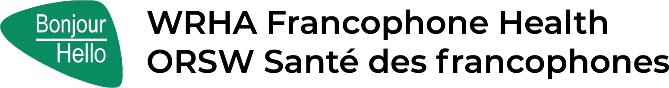 Bonjour
Hello
WRHA Francophone Health
ORSW Santé des francophones